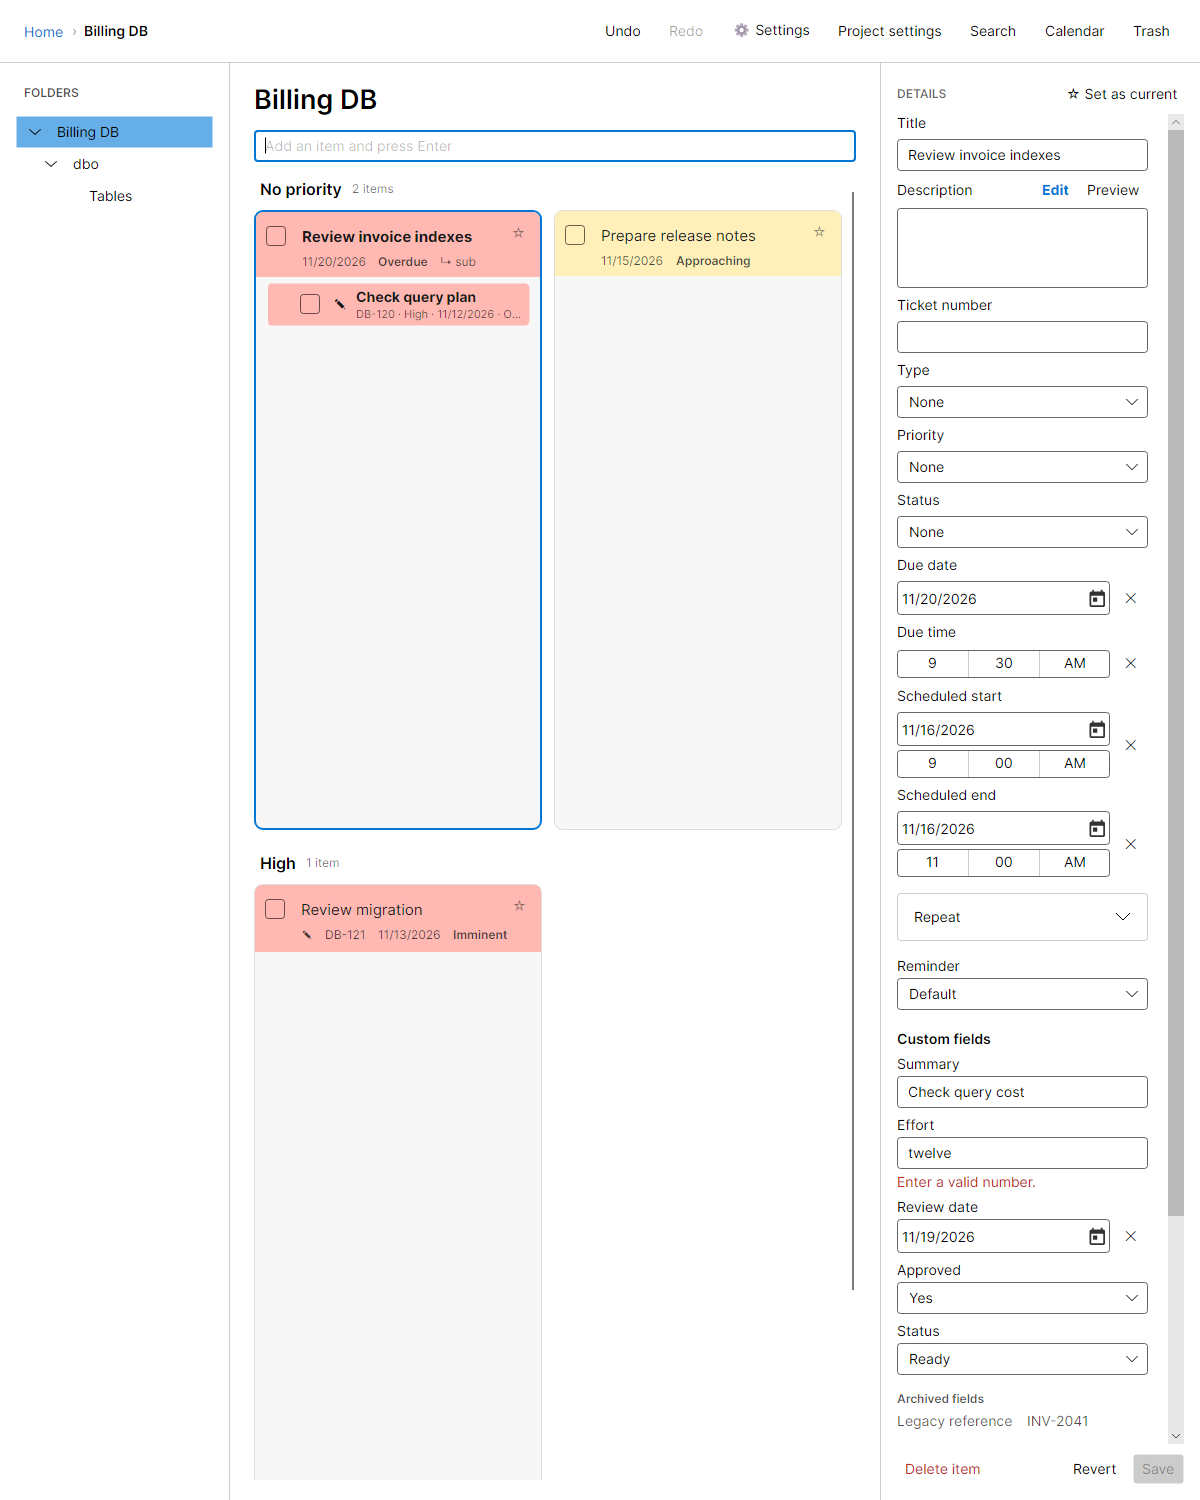 Home › Billing DB
Undo Redo Settings Project settings Search Calendar Trash
FOLDERS
Billing DB
dbo
Tables
Billing DB
Add an item and press Enter
No priority 2 items
Review invoice indexes
11/20/2026 Overdue ↳ sub
Check query plan
DB-120 · High · 11/12/2026 · O...
Prepare release notes
11/15/2026 Approaching
High 1 item
Review migration
DB-121 11/13/2026 Imminent
DETAILS
☆ Set as current
Title
Review invoice indexes
Description Edit Preview
Ticket number
Type
None
Priority
None
Status
None
Due date
11/20/2026
Due time
9 30 AM
Scheduled start
11/16/2026
9 00 AM
Scheduled end
11/16/2026
11 00 AM
Repeat
Reminder
Default
Custom fields
Summary
Check query cost
Effort
twelve
Enter a valid number.
Review date
11/19/2026
Approved
Yes
Status
Ready
Archived fields
Legacy reference INV-2041
Delete item Revert Save